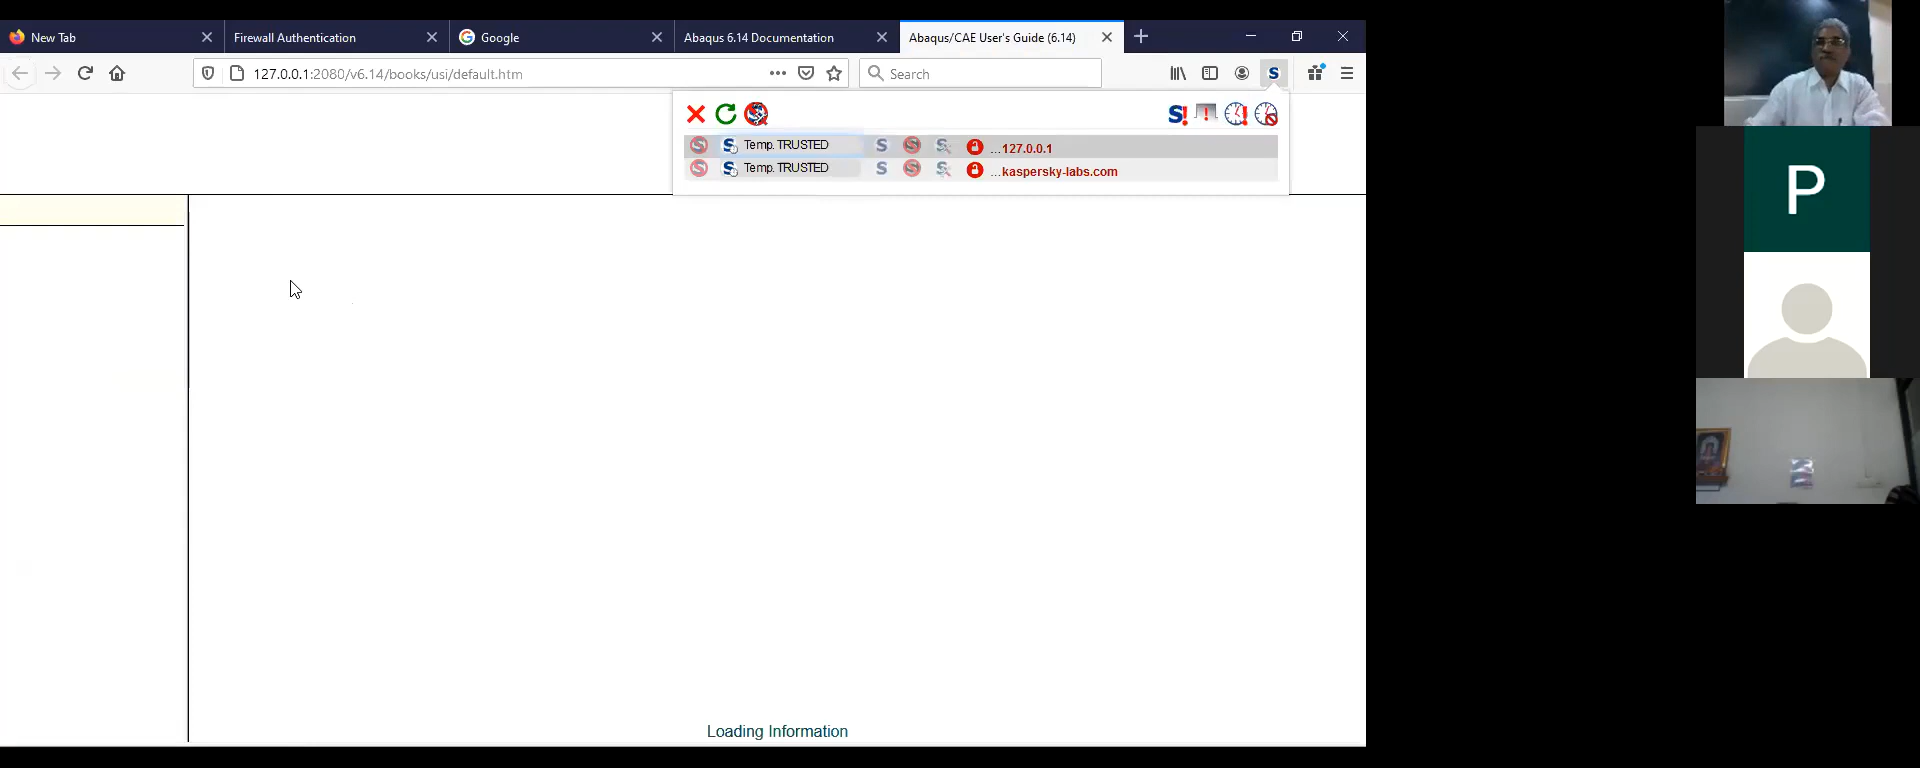 New Tab
Firewall Authentication
Google
Abaqus 6.14 Documentation
Abaqus/CAE User's Guide (6.14)
127.0.0.1:2080/v6.14/books/usi/default.htm
Search
Temp. TRUSTED
...127.0.0.1
Temp. TRUSTED
...kaspersky-labs.com
Loading Information
P